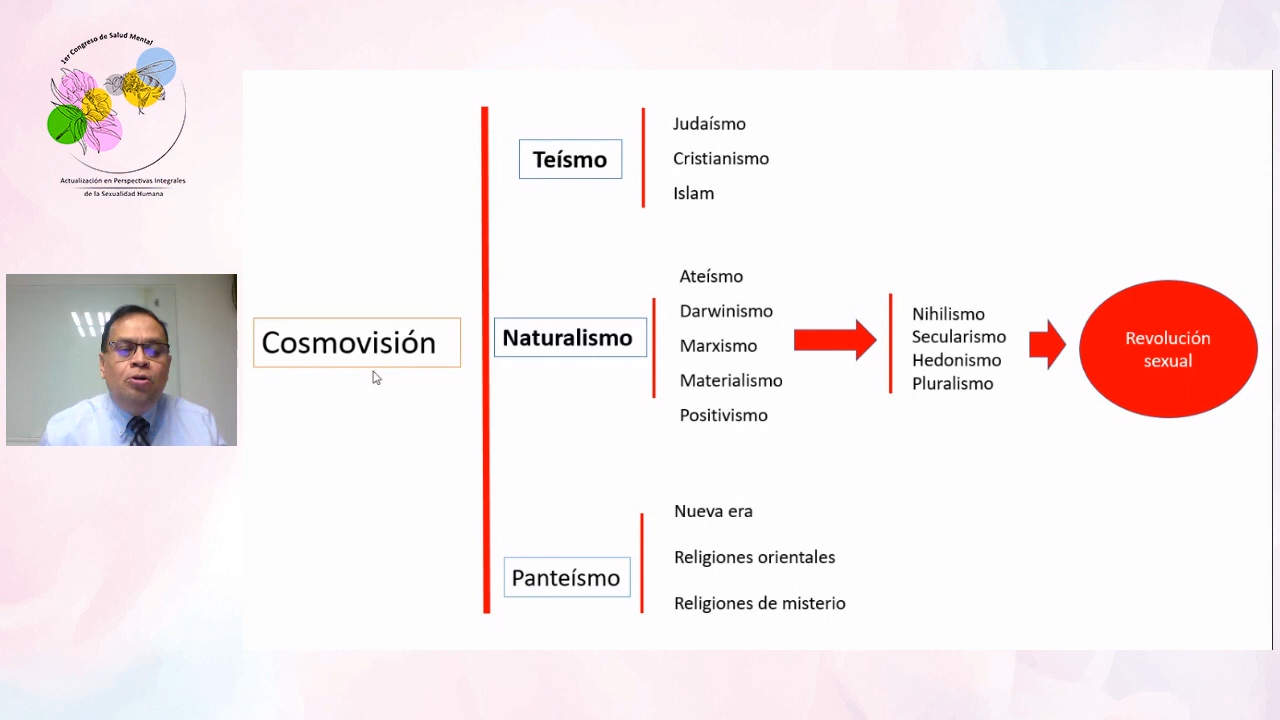 1er Congreso de Salud Mental
Actualización en Perspectivas Integrales
de la Sexualidad Humana
Cosmovisión
Teísmo
Judaísmo
Cristianismo
Islam
Naturalismo
Ateísmo
Darwinismo
Marxismo
Materialismo
Positivismo
Nihilismo
Secularismo
Hedonismo
Pluralismo
Revolución
sexual
Panteísmo
Nueva era
Religiones orientales
Religiones de misterio